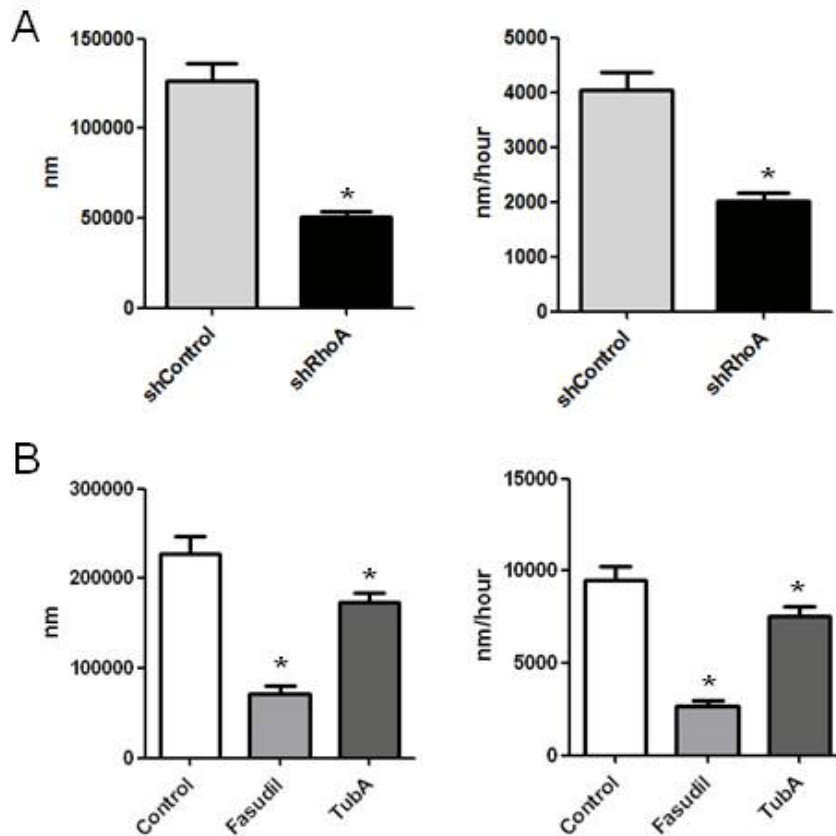 A
150000
100000
50000
0
nm
*
shControl
shRhoA
5000
4000
3000
2000
1000
0
nm/hour
*
shControl
shRhoA
B
300000
200000
100000
0
nm
*
*
Control
Fasudil
TubA
15000
10000
5000
0
nm/hour
*
*
Control
Fasudil
TubA